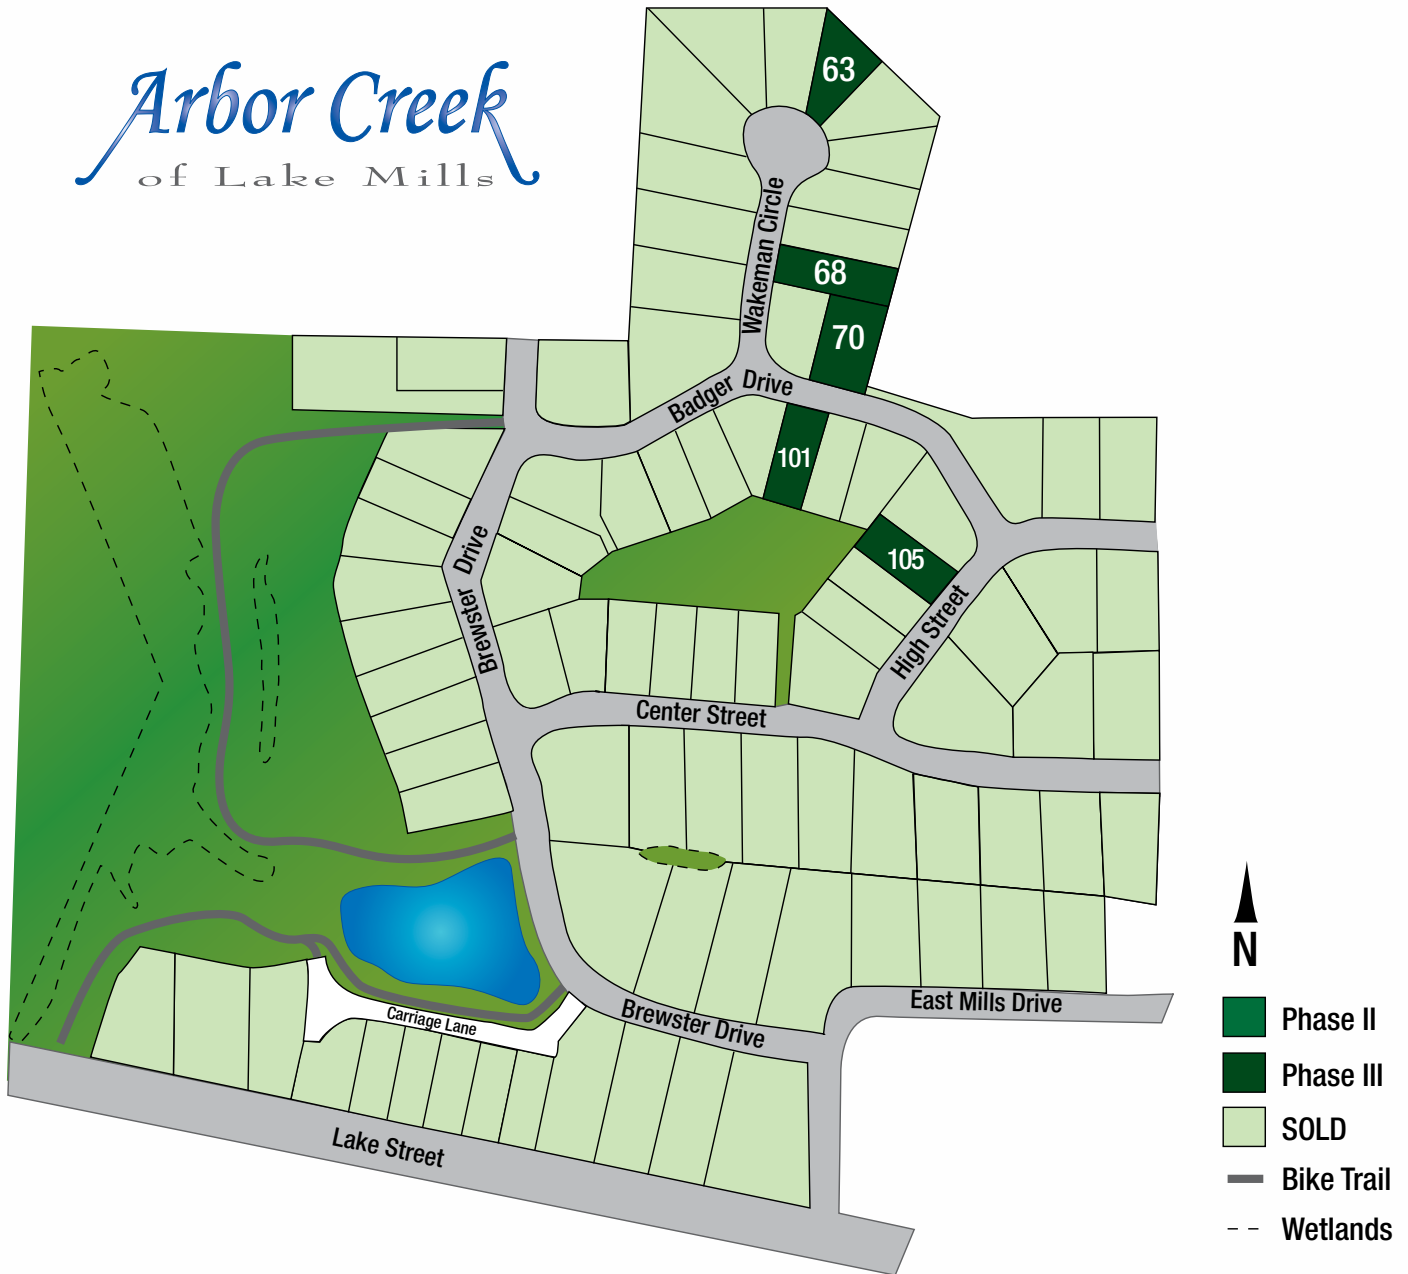 Arbor Creek
of Lake Mills
63
Wakeman Circle
68
70
Badger Drive
101
105
Brewster Drive
High Street
Center Street
East Mills Drive
Brewster Drive
Carriage Lane
Lake Street
N
Phase II
Phase III
SOLD
Bike Trail
Wetlands